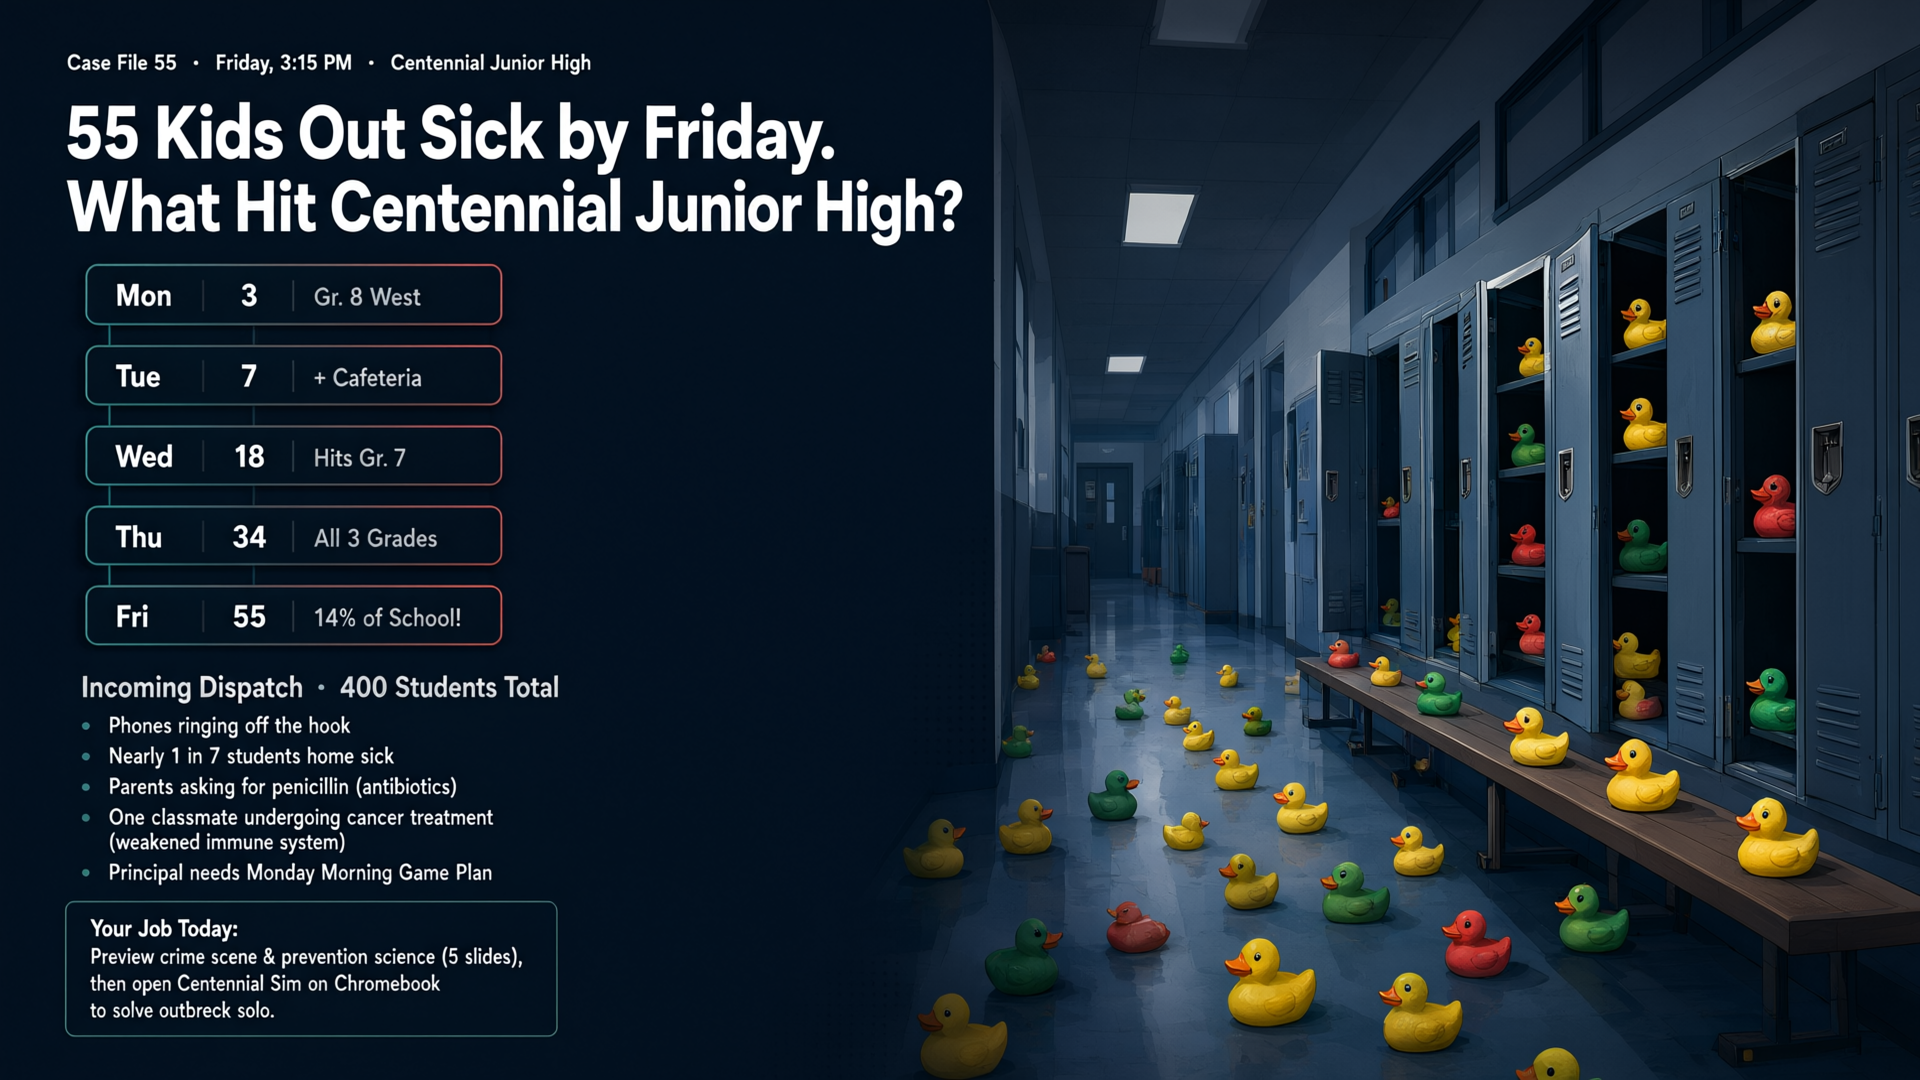 Case File 55 • Friday, 3:15 PM • Centennial Junior High
55 Kids Out Sick by Friday.
What Hit Centennial Junior High?
Mon 3 Gr. 8 West
Tue 7 + Cafeteria
Wed 18 Hits Gr. 7
Thu 34 All 3 Grades
Fri 55 14% of School!
Incoming Dispatch • 400 Students Total
• Phones ringing off the hook
• Nearly 1 in 7 students home sick
• Parents asking for penicillin (antibiotics)
• One classmate undergoing cancer treatment
(weakened immune system)
• Principal needs Monday Morning Game Plan
Your Job Today:
Preview crime scene & prevention science (5 slides),
then open Centennial Sim on Chromebook
to solve outbreck solo.